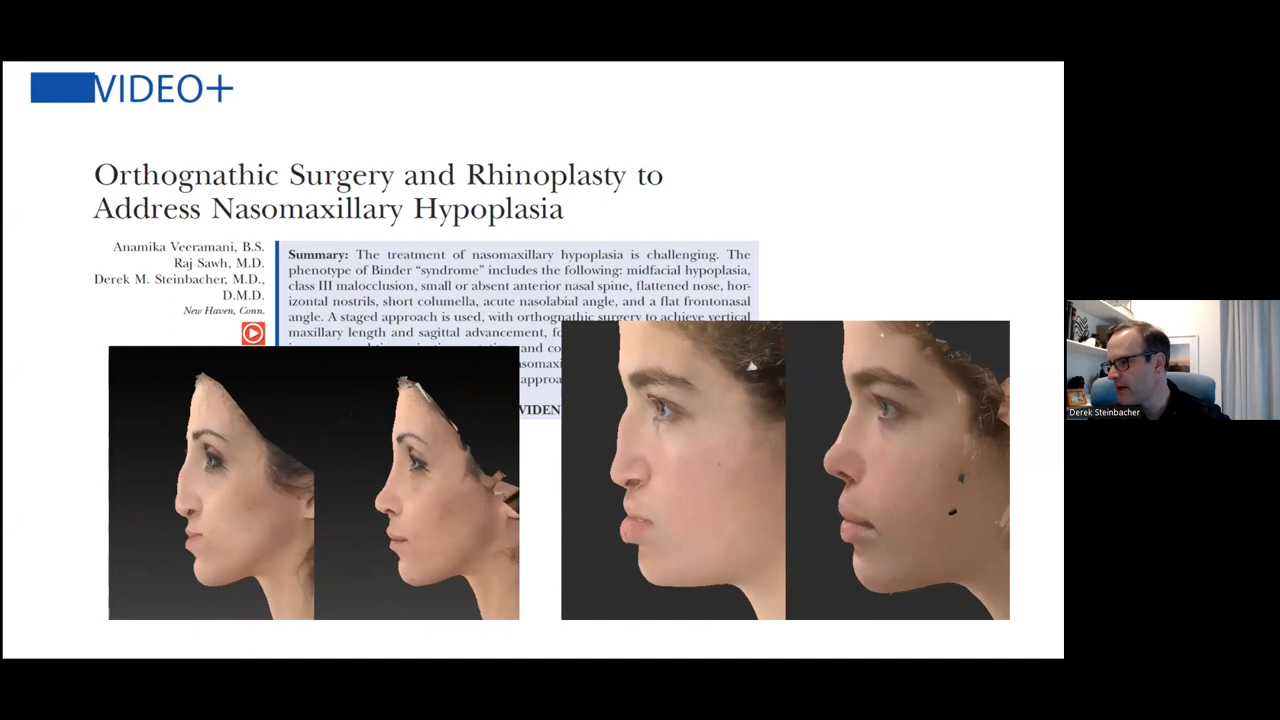 VIDEO+
Orthognathic Surgery and Rhinoplasty to
Address Nasomaxillary Hypoplasia
Anamika Veeramani, B.S.
Raj Sawh, M.D.
Derek M. Steinbacher, M.D.,
D.M.D.
New Haven, Conn.
Summary: The treatment of nasomaxillary hypoplasia is challenging. The
phenotype of Binder “syndrome” includes the following: midfacial hypoplasia,
class III malocclusion, small or absent anterior nasal spine, flattened nose, hor-
izontal nostrils, short columella, acute nasolabial angle, and a flat frontonasal
angle. A staged approach is used, with orthognathic surgery to achieve vertical
maxillary length and sagittal advancement,
and
Derek Steinbacher